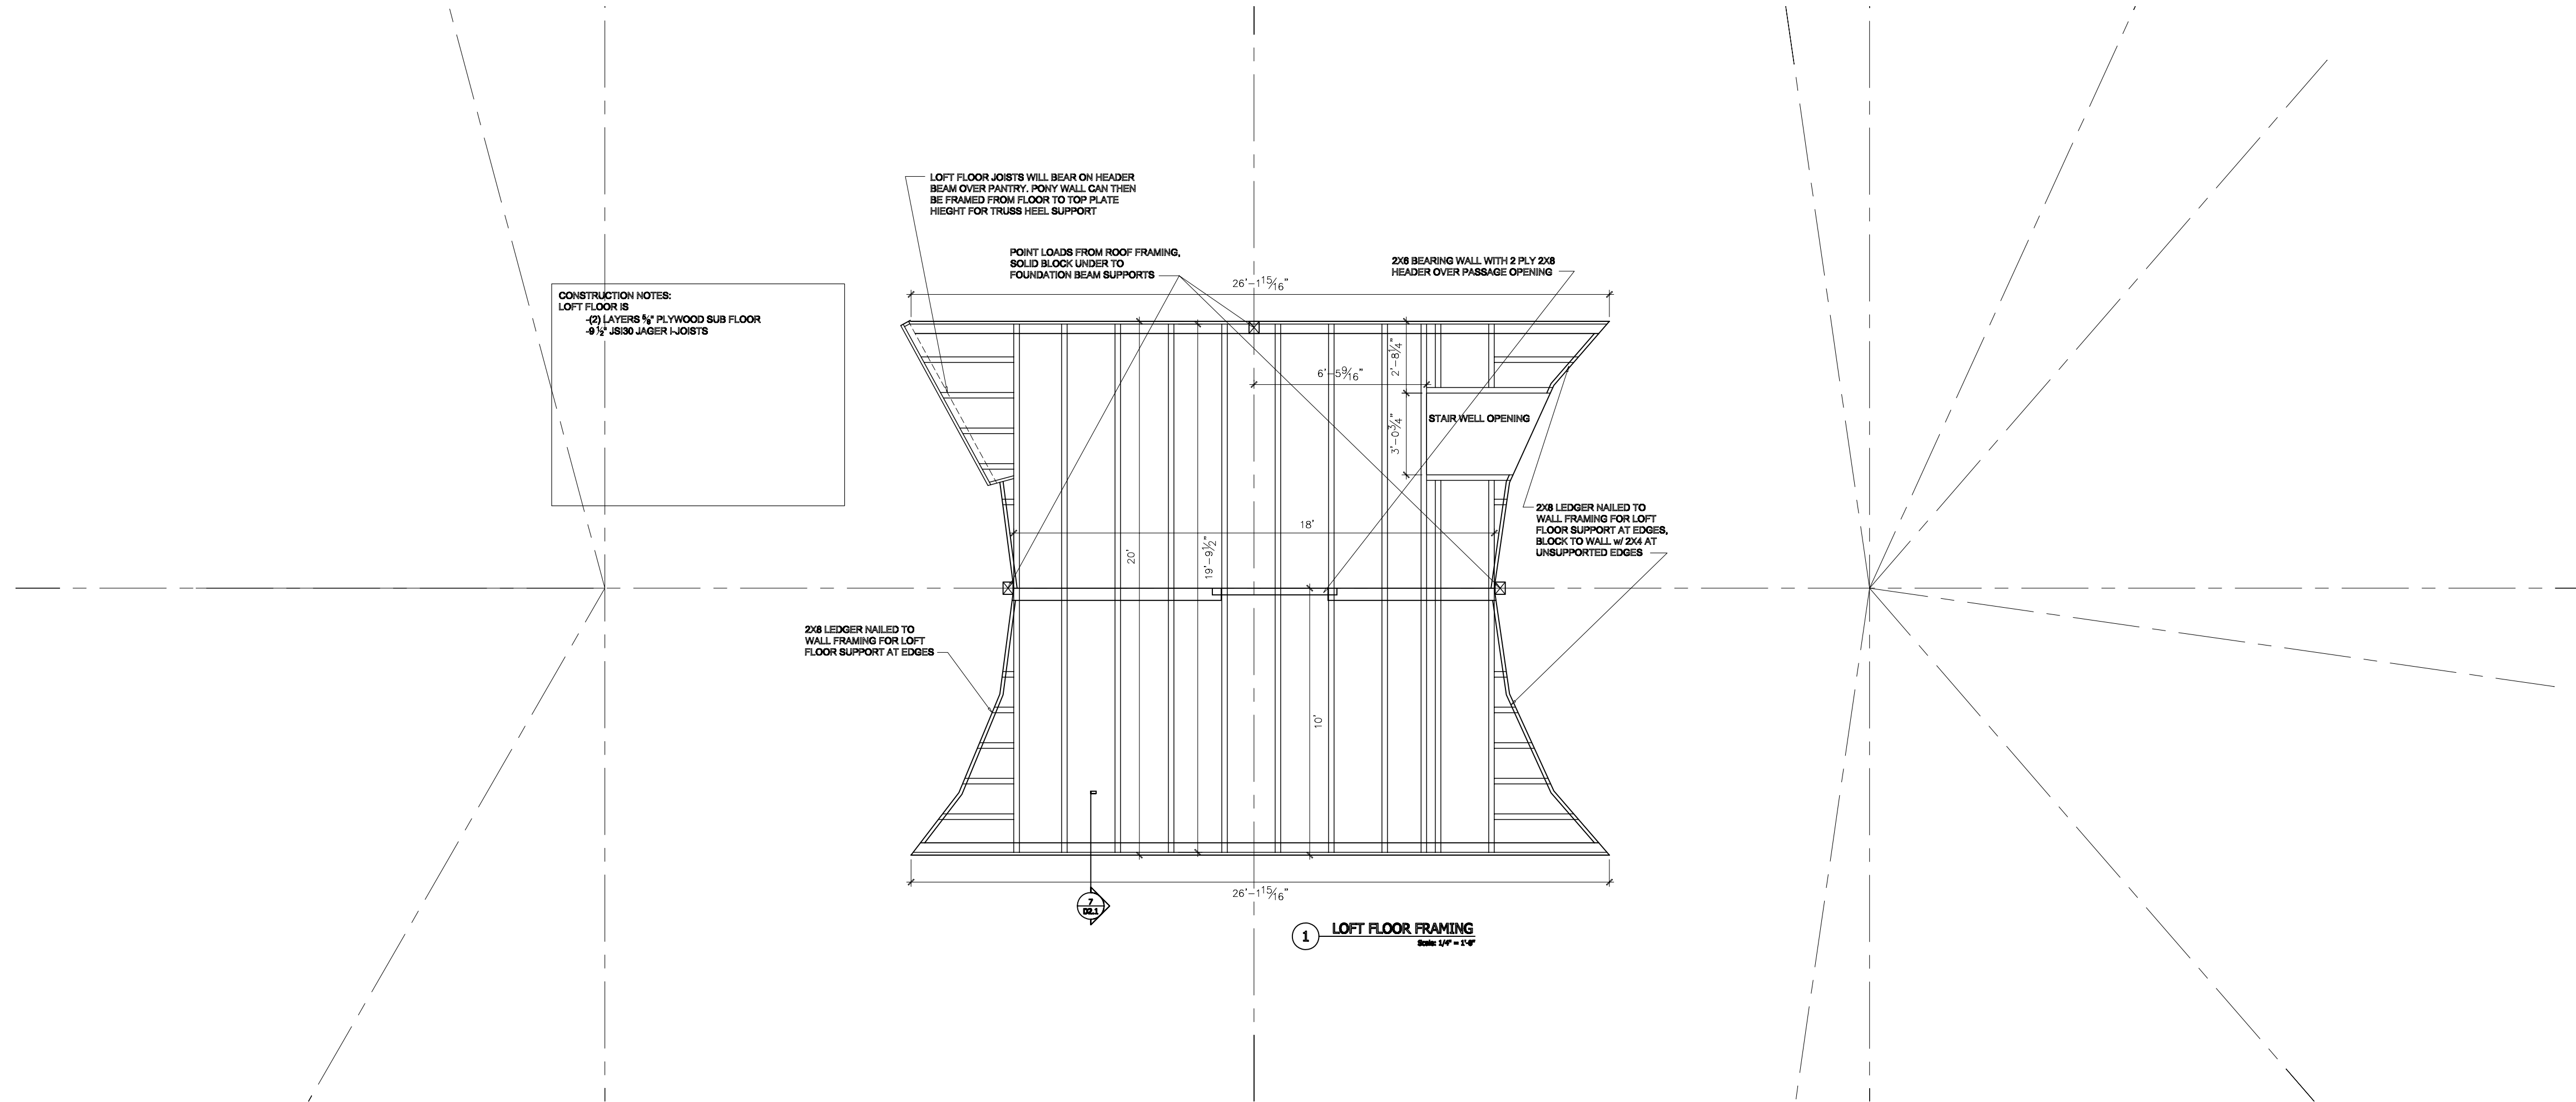 LOFT FLOOR JOISTS WILL BEAR ON HEADER
BEAM OVER PANTRY. PONY WALL CAN THEN
BE FRAMED FROM FLOOR TO TOP PLATE
HIEGHT FOR TRUSS HEEL SUPPORT
POINT LOADS FROM ROOF FRAMING,
SOLID BLOCK UNDER TO
FOUNDATION BEAM SUPPORTS
2X6 BEARING WALL WITH 2 PLY 2X8
HEADER OVER PASSAGE OPENING
26'-1 15/16"
CONSTRUCTION NOTES:
LOFT FLOOR IS
-(2) LAYERS 5/8" PLYWOOD SUB FLOOR
-9 1/2" JSI30 JAGER I-JOISTS
2'-8 1/4"
6'-5 9/16"
STAIR WELL OPENING
3'-0 3/4"
2X8 LEDGER NAILED TO
WALL FRAMING FOR LOFT
FLOOR SUPPORT AT EDGES,
BLOCK TO WALL w/ 2X4 AT
UNSUPPORTED EDGES
18'
20'
19'-9 1/2"
2X8 LEDGER NAILED TO
WALL FRAMING FOR LOFT
FLOOR SUPPORT AT EDGES
10'
26'-1 15/16"
7
D2.1
1
LOFT FLOOR FRAMING
Scale: 1/4" = 1'-0"